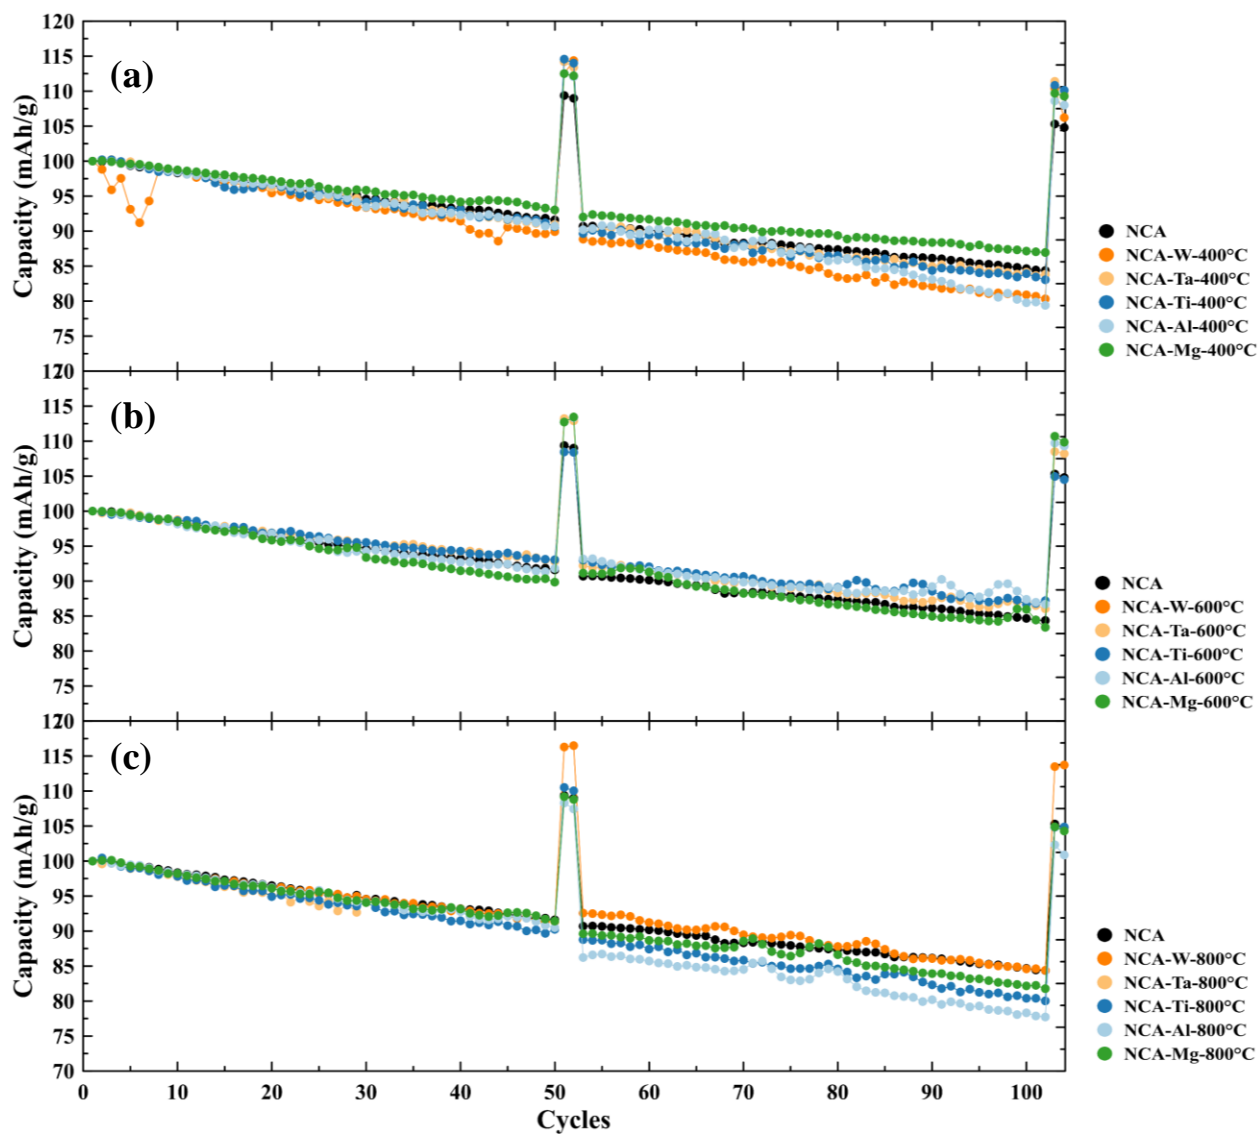 120
115
(a)
110
105
100
95
90
85
80
75
Capacity (mAh/g)
NCA
NCA-W-400°C
NCA-Ta-400°C
NCA-Ti-400°C
NCA-Al-400°C
NCA-Mg-400°C
115
(b)
110
105
100
95
90
85
80
75
Capacity (mAh/g)
NCA
NCA-W-600°C
NCA-Ta-600°C
NCA-Ti-600°C
NCA-Al-600°C
NCA-Mg-600°C
115
(c)
110
105
100
95
90
85
80
75
70
Capacity (mAh/g)
NCA
NCA-W-800°C
NCA-Ta-800°C
NCA-Ti-800°C
NCA-Al-800°C
NCA-Mg-800°C
0 10 20 30 40 50 60 70 80 90 100
Cycles